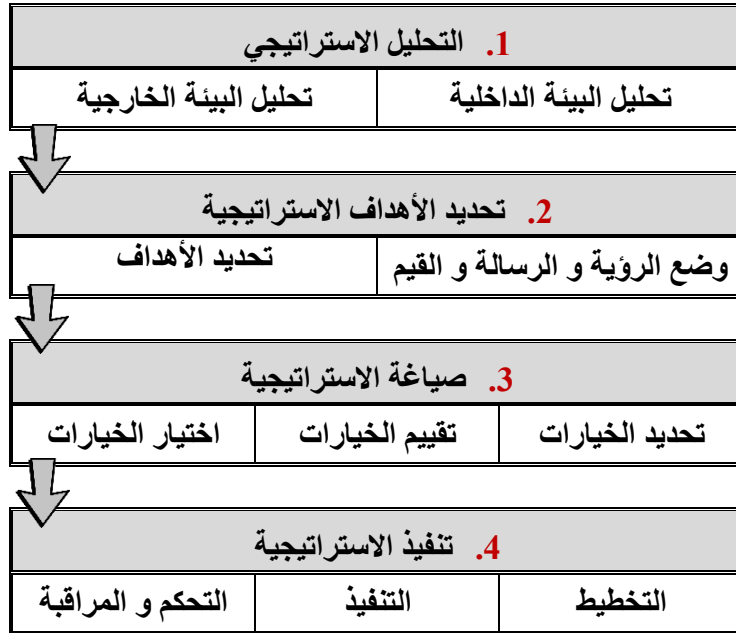 1. التحليل الاستراتيجي
تحليل البيئة الداخلية تحليل البيئة الخارجية
2. تحديد الأهداف الاستراتيجية
وضع الرؤية و الرسالة و القيم تحديد الأهداف
3. صياغة الاستراتيجية
تحديد الخيارات تقييم الخيارات اختيار الخيارات
4. تنفيذ الاستراتيجية
التخطيط التنفيذ التحكم و المراقبة